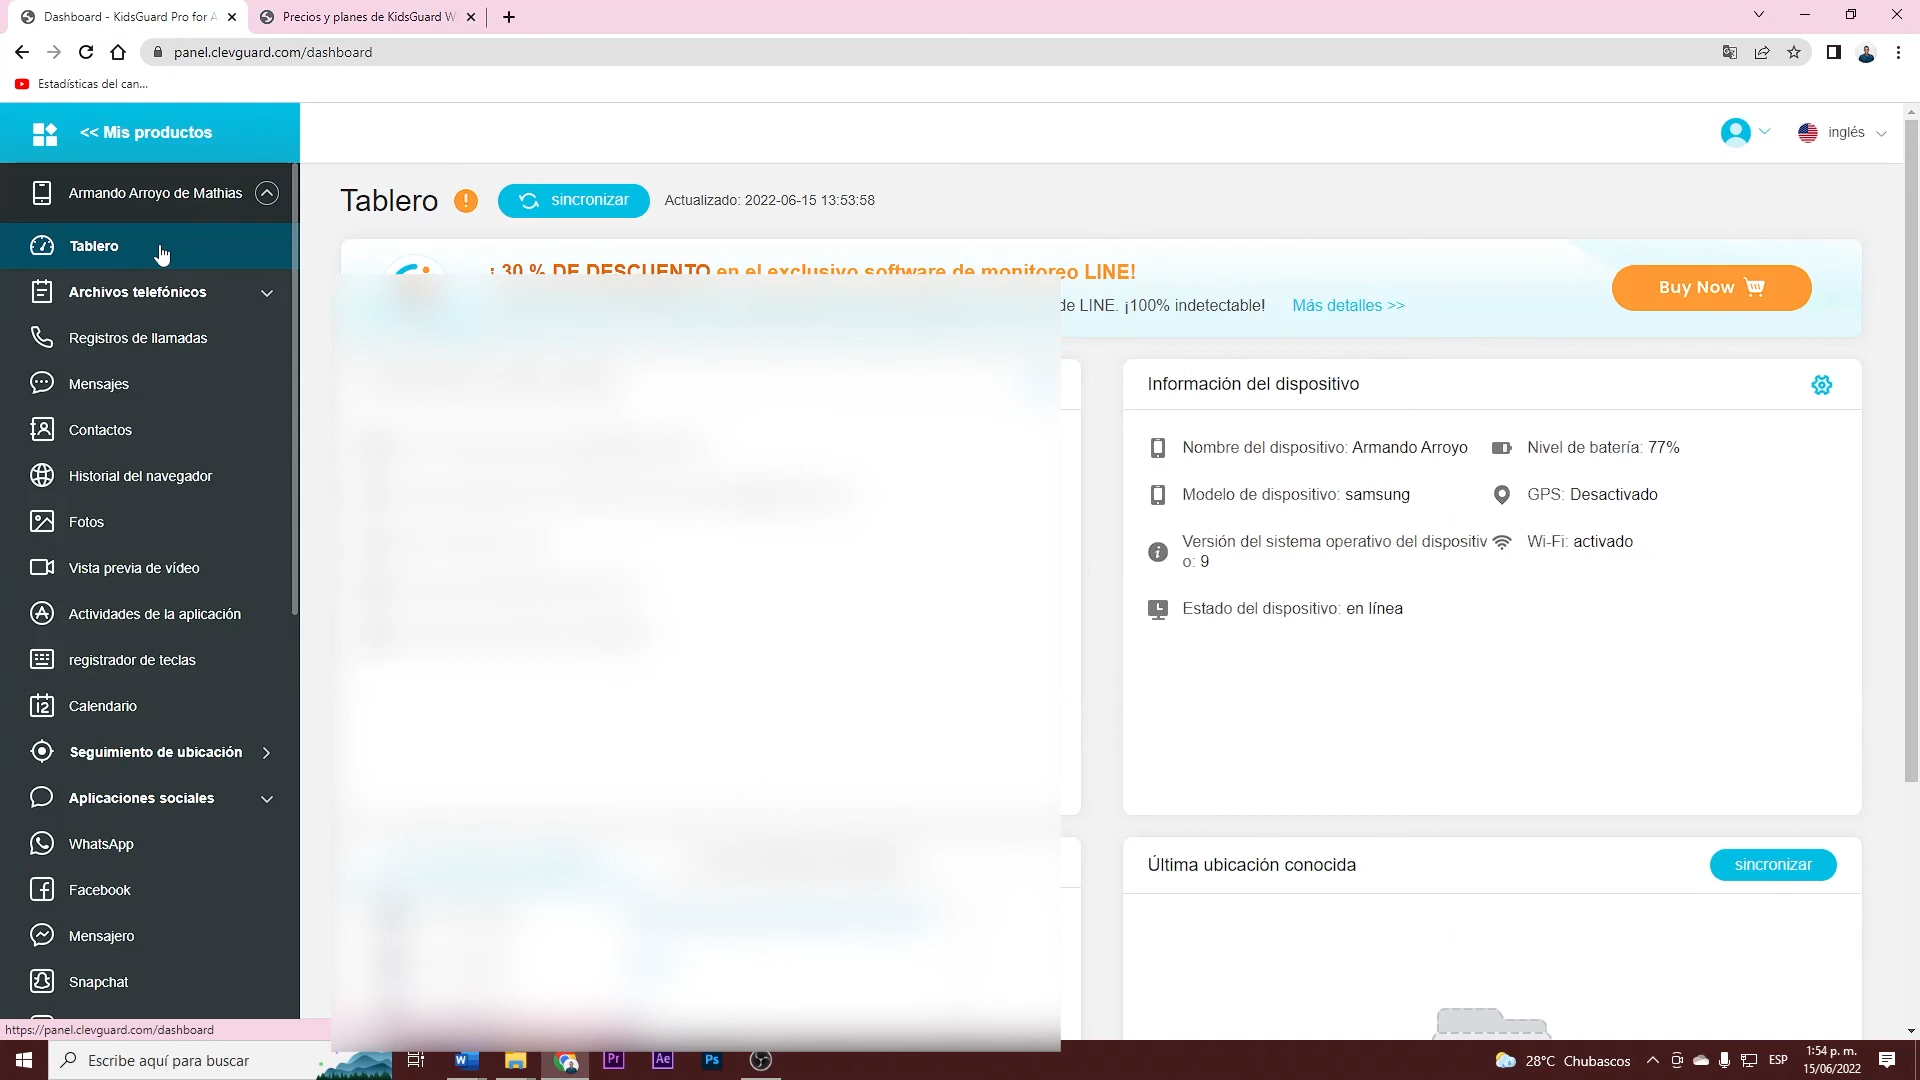 Dashboard - KidsGuard Pro for A
Precios y planes de KidsGuard W
panel.clevguard.com/dashboard
Estadísticas del can...
<< Mis productos
inglés
Armando Arroyo de Mathias
Tablero
sincronizar
Actualizado: 2022-06-15 13:53:58
Tablero
¡ 30 % DE DESCUENTO en el exclusivo software de monitoreo LINE!
de LINE. ¡100% indetectable!
Más detalles >>
Buy Now
Archivos telefónicos
Registros de llamadas
Mensajes
Contactos
Historial del navegador
Fotos
Vista previa de vídeo
Actividades de la aplicación
registrador de teclas
Calendario
Seguimiento de ubicación
Aplicaciones sociales
WhatsApp
Facebook
Mensajero
Snapchat
Información del dispositivo
Nombre del dispositivo: Armando Arroyo
Nivel de batería: 77%
Modelo de dispositivo: samsung
GPS: Desactivado
Versión del sistema operativo del dispositiv
o: 9
Wi-Fi: activado
Estado del dispositivo: en línea
Última ubicación conocida
sincronizar
https://panel.clevguard.com/dashboard
Escribe aquí para buscar
W
Pr
Ae
Ps
28°C Chubascos
ESP
1:54 p. m.
15/06/2022